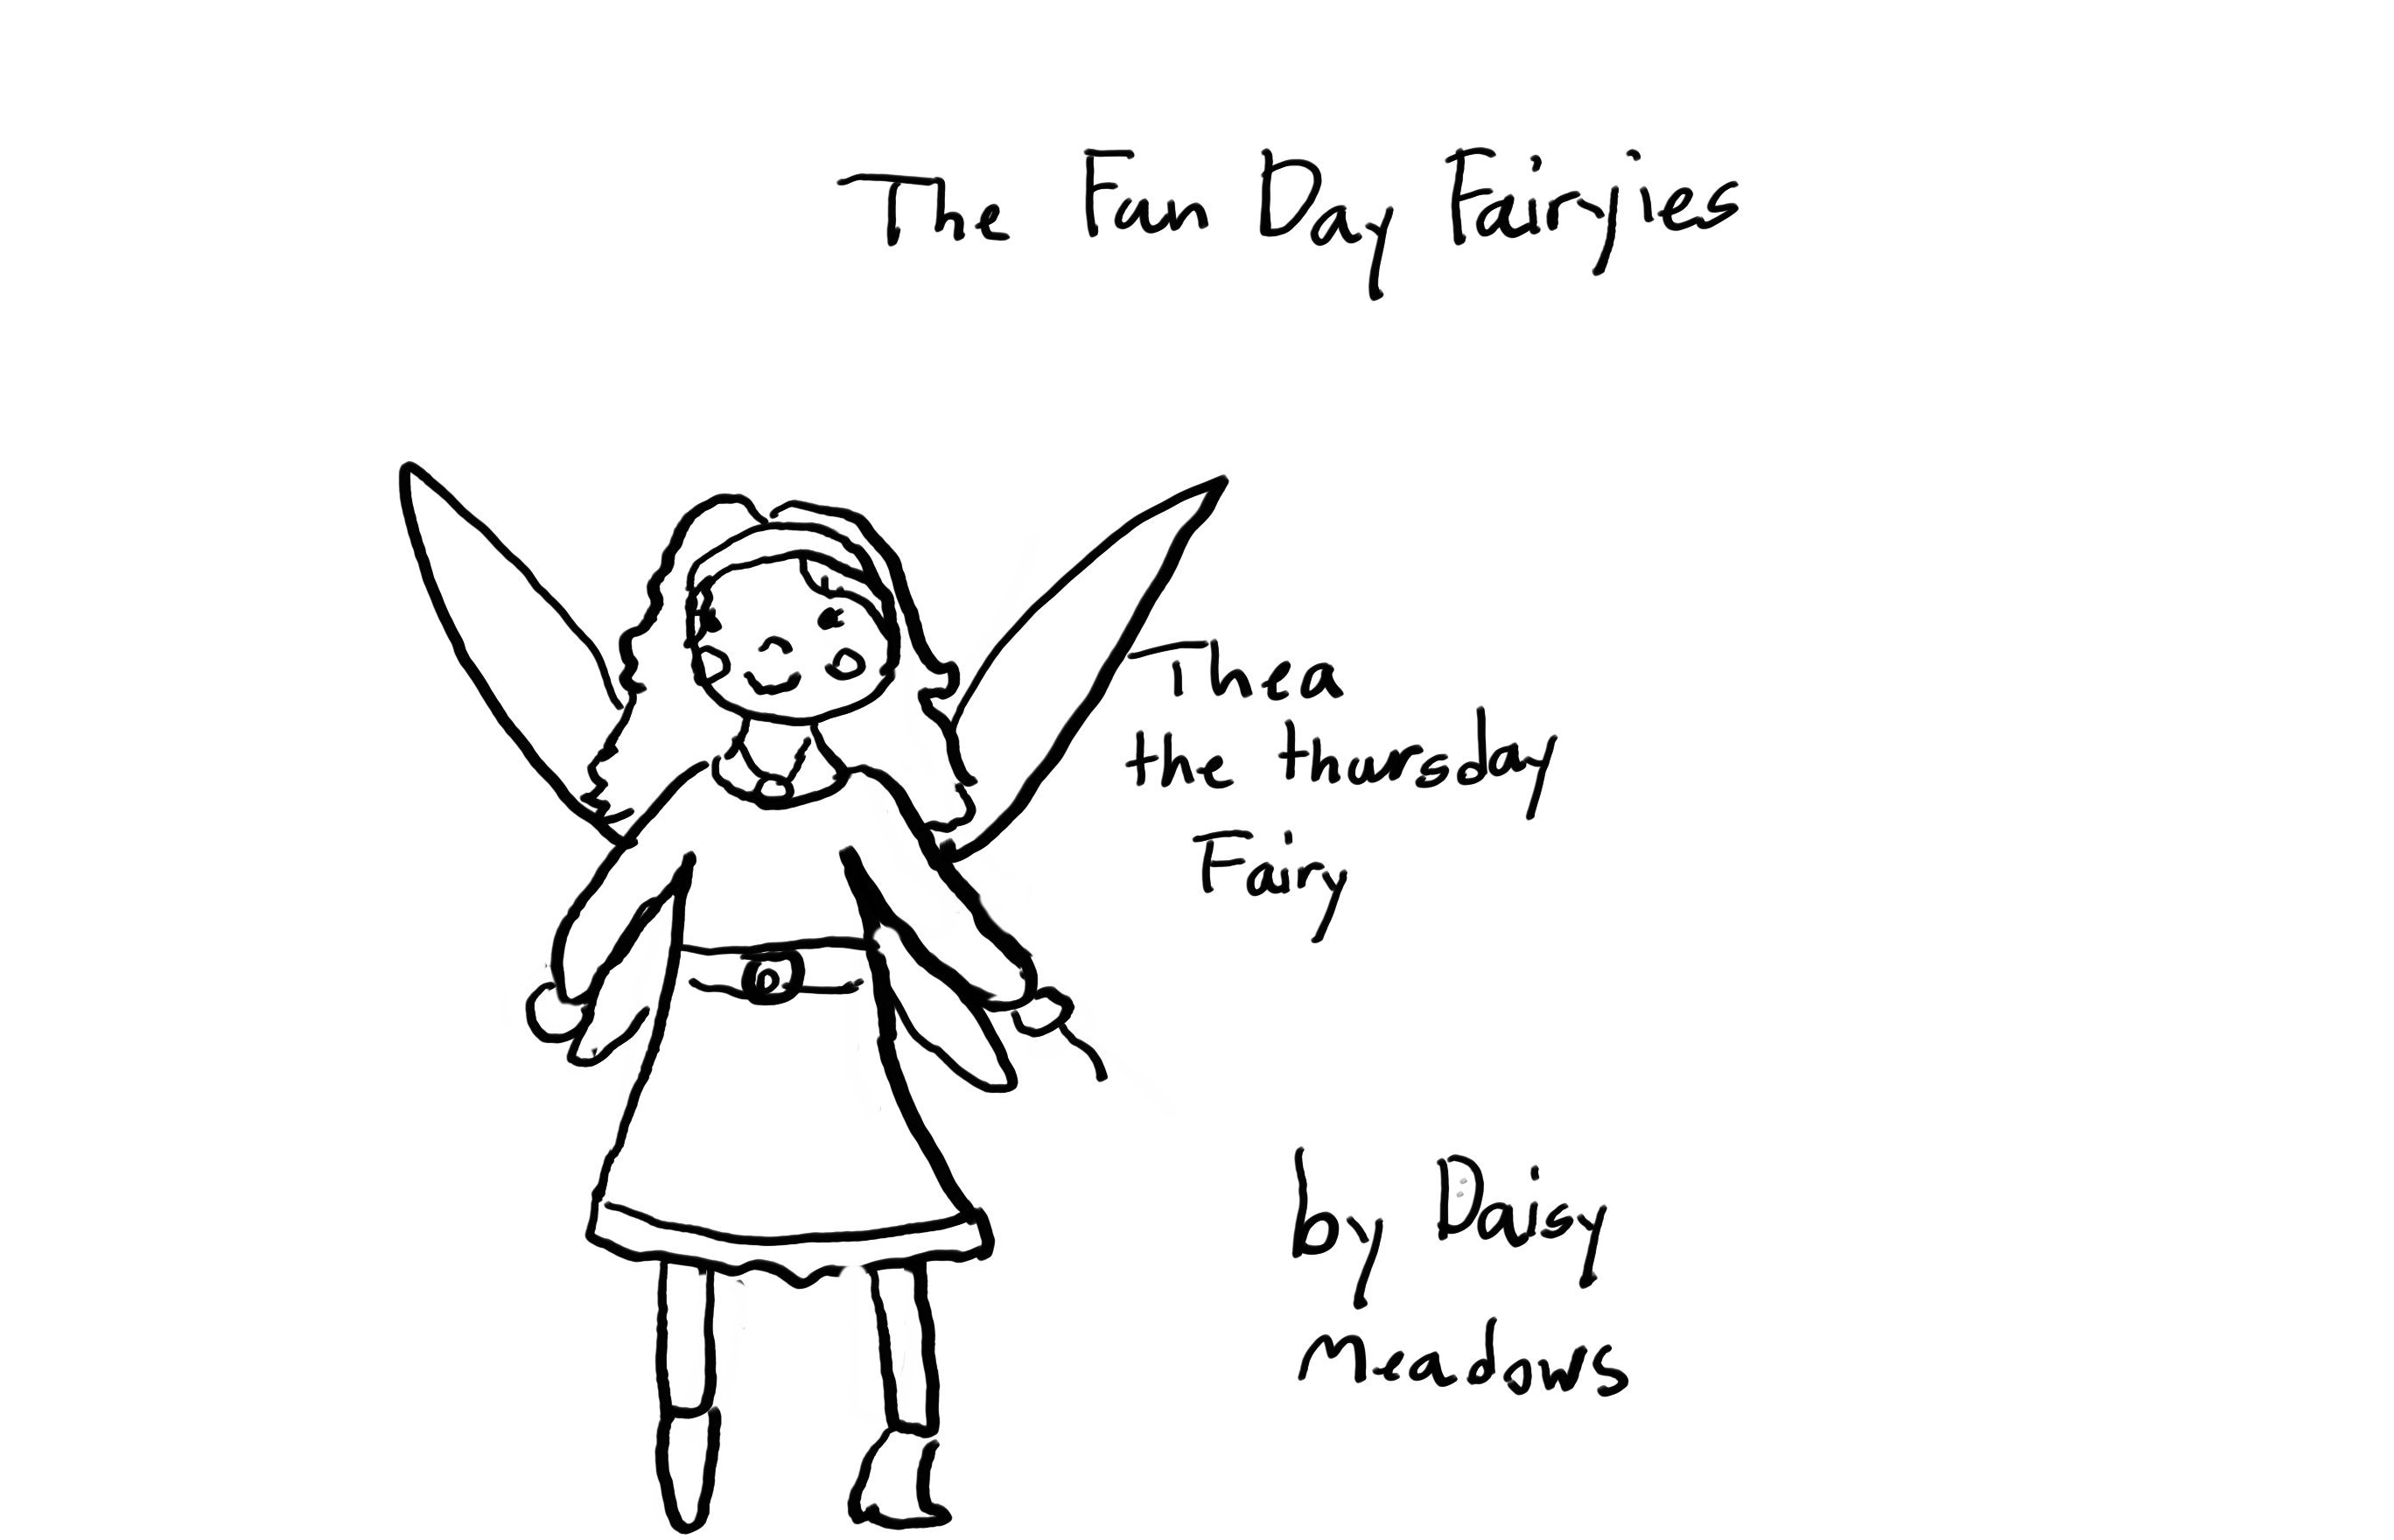 The Fun Day Fairyies
Thea
the thursday
Fairy
by Daisy
Meadows